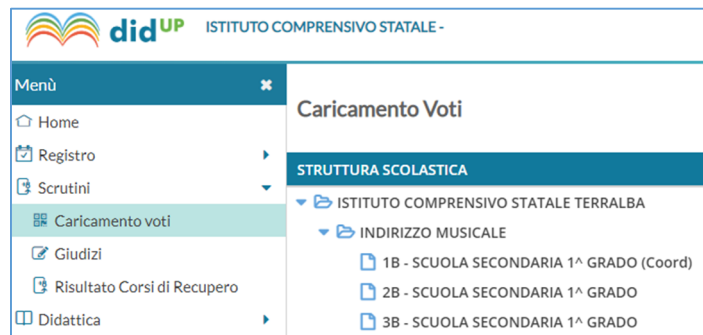 didUP ISTITUTO COMPRENSIVO STATALE -
Menù
Home
Registro
Scrutini
Caricamento voti
Giudizi
Risultato Corsi di Recupero
Didattica
Caricamento Voti
STRUTTURA SCOLASTICA
ISTITUTO COMPRENSIVO STATALE TERRALBA
INDIRIZZO MUSICALE
1B - SCUOLA SECONDARIA 1^ GRADO (Coord)
2B - SCUOLA SECONDARIA 1^ GRADO
3B - SCUOLA SECONDARIA 1^ GRADO